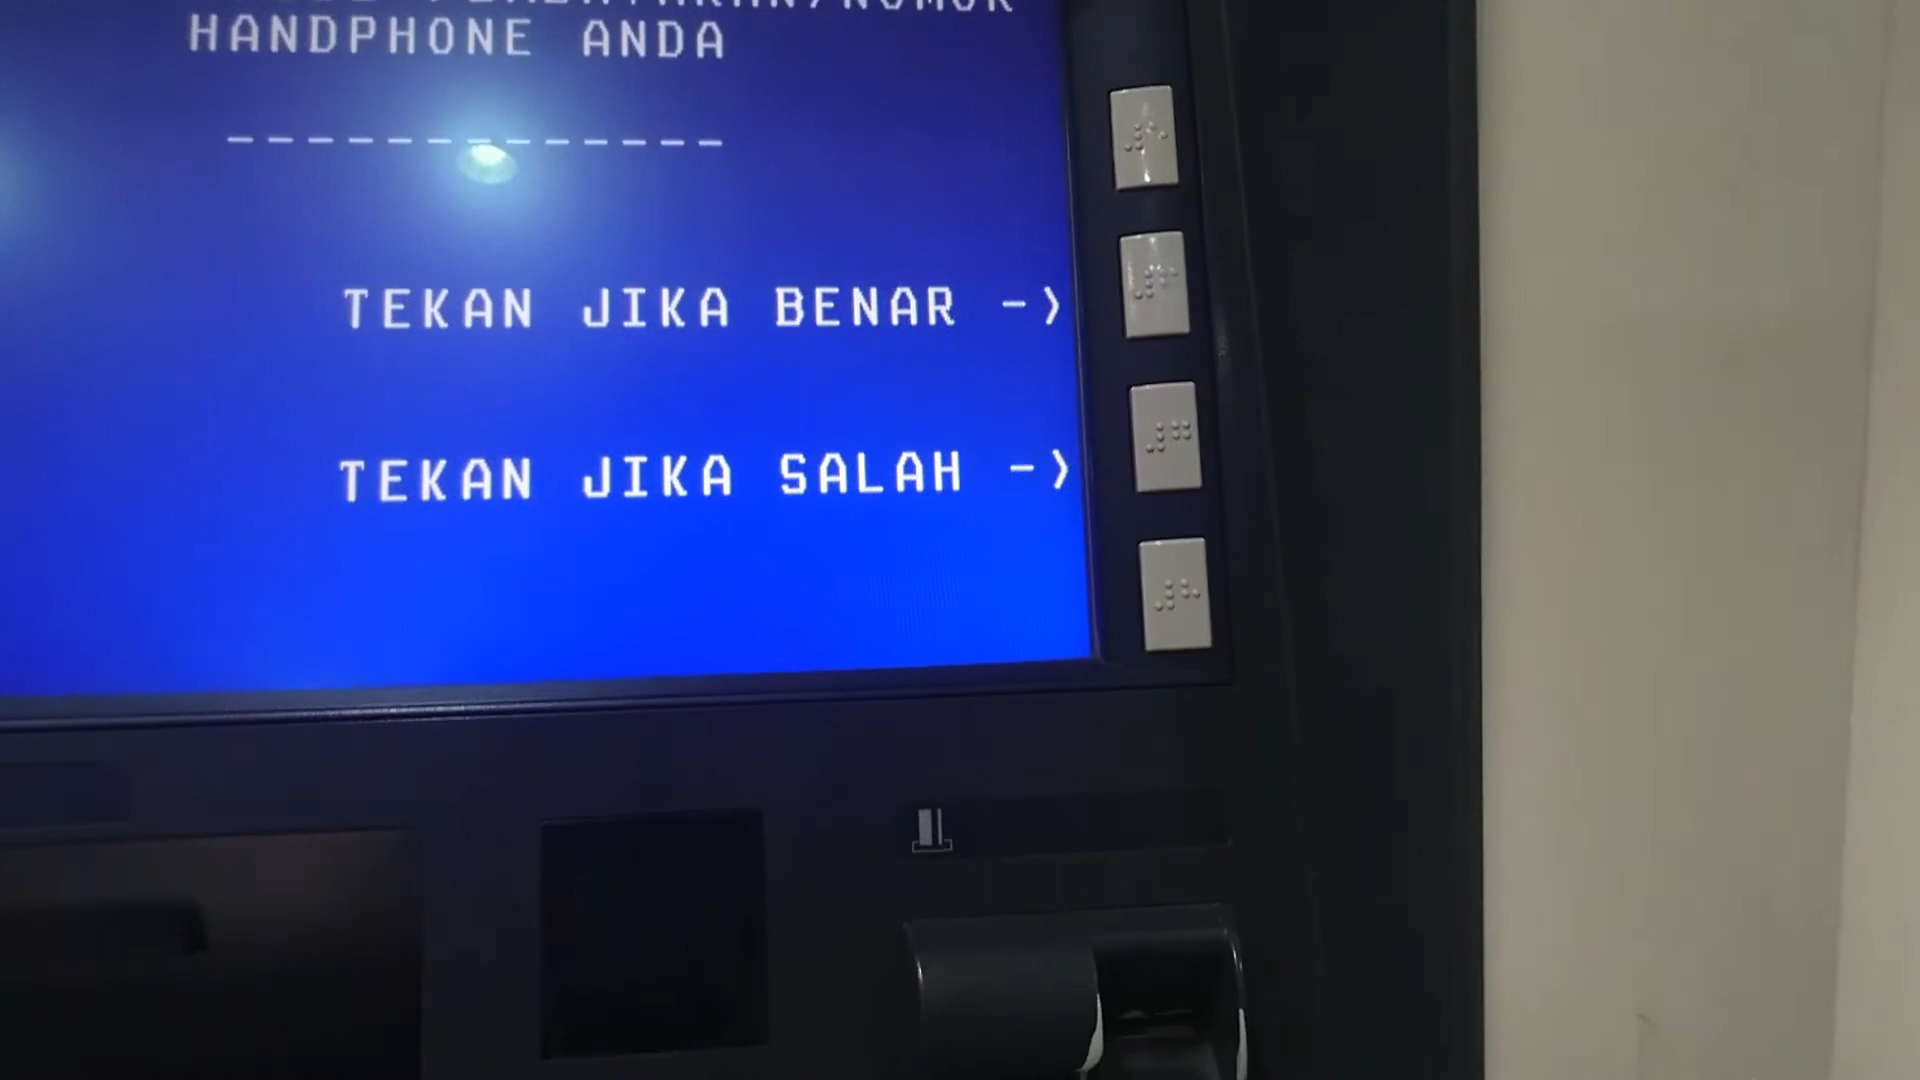 HANDPHONE ANDA
-------------
TEKAN JIKA BENAR ->
TEKAN JIKA SALAH ->